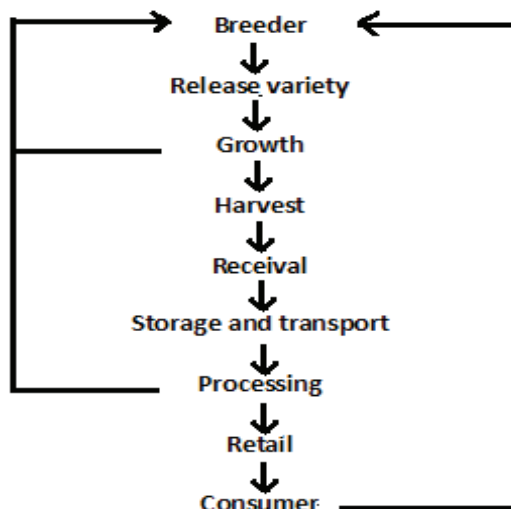 Breeder
Release variety
Growth
Harvest
Receival
Storage and transport
Processing
Retail
Consumer